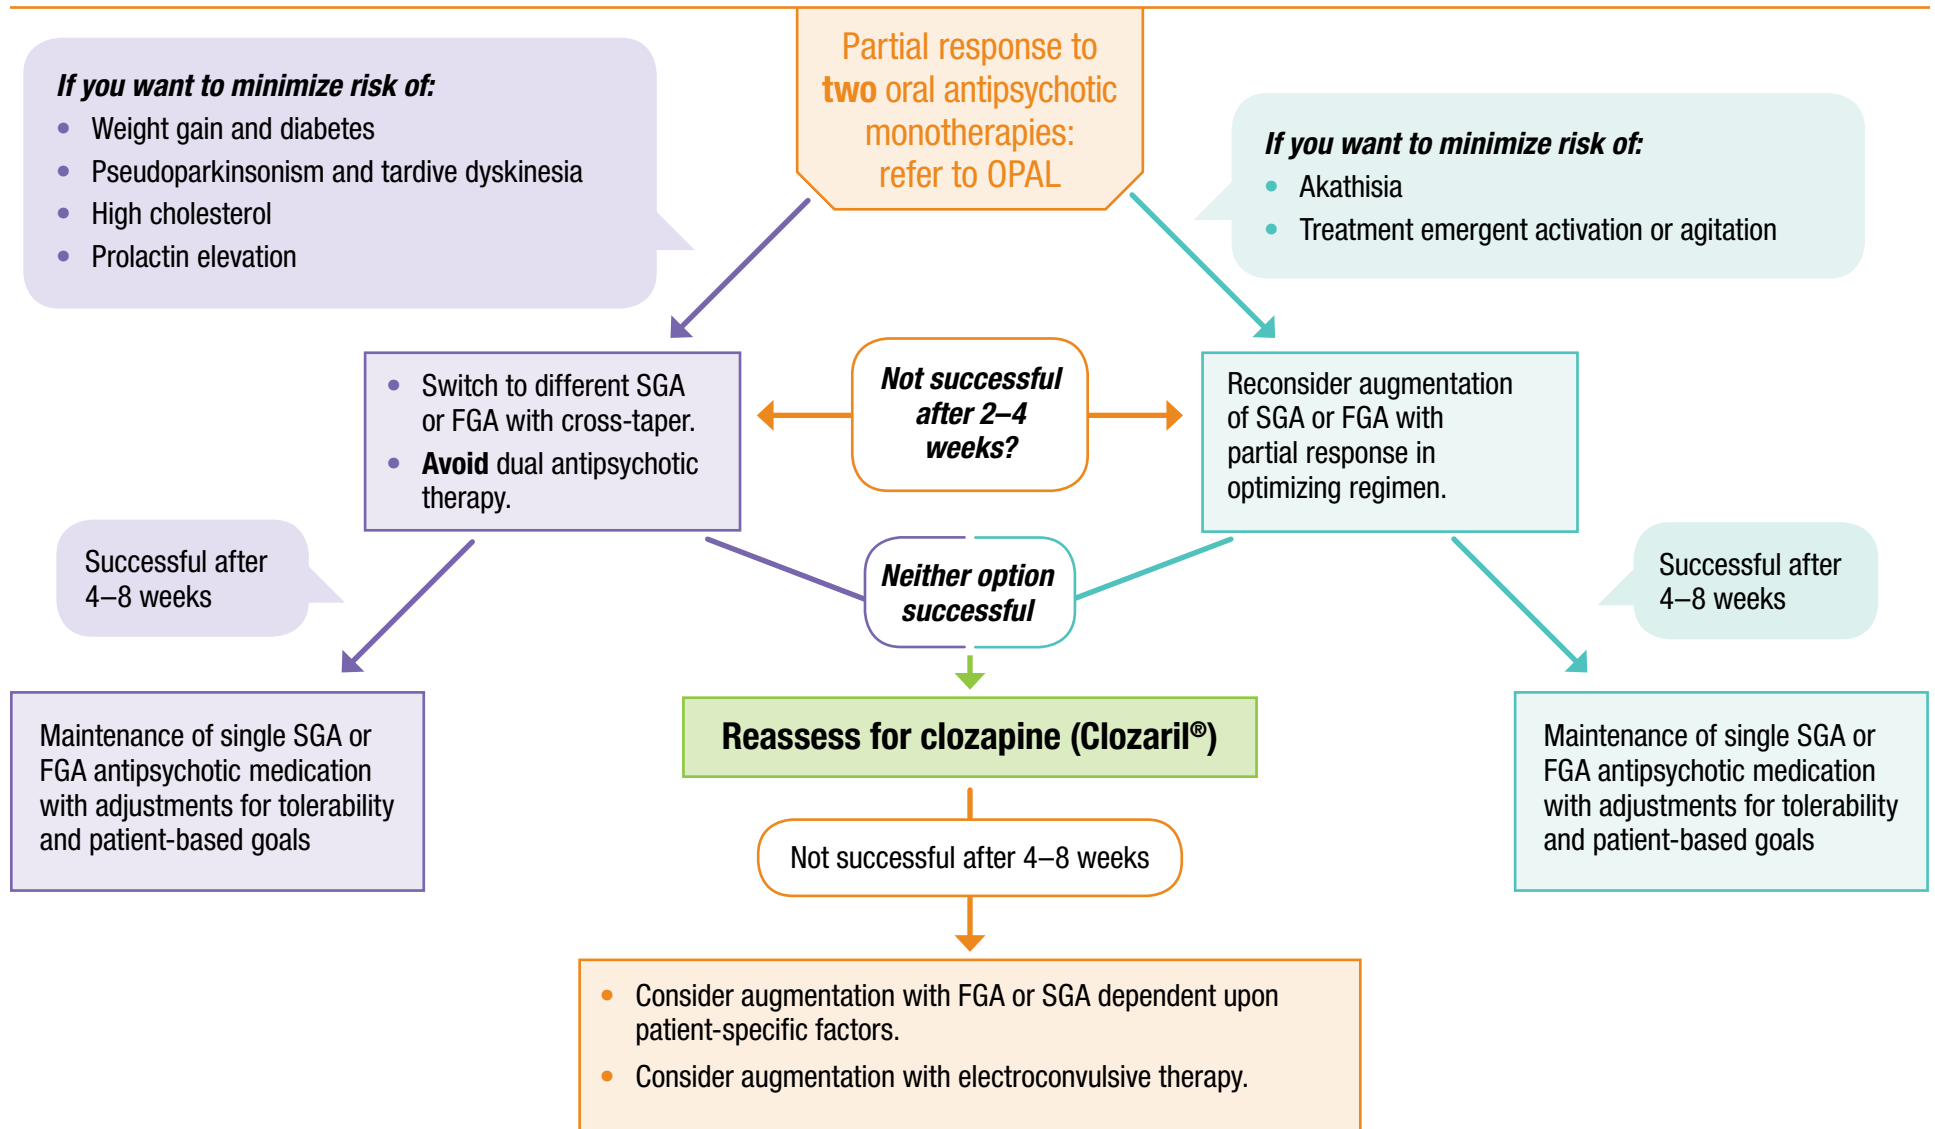 Partial response to
two oral antipsychotic
monotherapies:
refer to OPAL
If you want to minimize risk of:
• Weight gain and diabetes
• Pseudoparkinsonism and tardive dyskinesia
• High cholesterol
• Prolactin elevation
If you want to minimize risk of:
• Akathisia
• Treatment emergent activation or agitation
• Switch to different SGA
or FGA with cross-taper.
• Avoid dual antipsychotic
therapy.
Not successful
after 2–4
weeks?
Reconsider augmentation
of SGA or FGA with
partial response in
optimizing regimen.
Successful after
4–8 weeks
Neither option
successful
Successful after
4–8 weeks
Maintenance of single SGA or
FGA antipsychotic medication
with adjustments for tolerability
and patient-based goals
Reassess for clozapine (Clozaril®)
Maintenance of single SGA or
FGA antipsychotic medication
with adjustments for tolerability
and patient-based goals
Not successful after 4–8 weeks
• Consider augmentation with FGA or SGA dependent upon
patient-specific factors.
• Consider augmentation with electroconvulsive therapy.